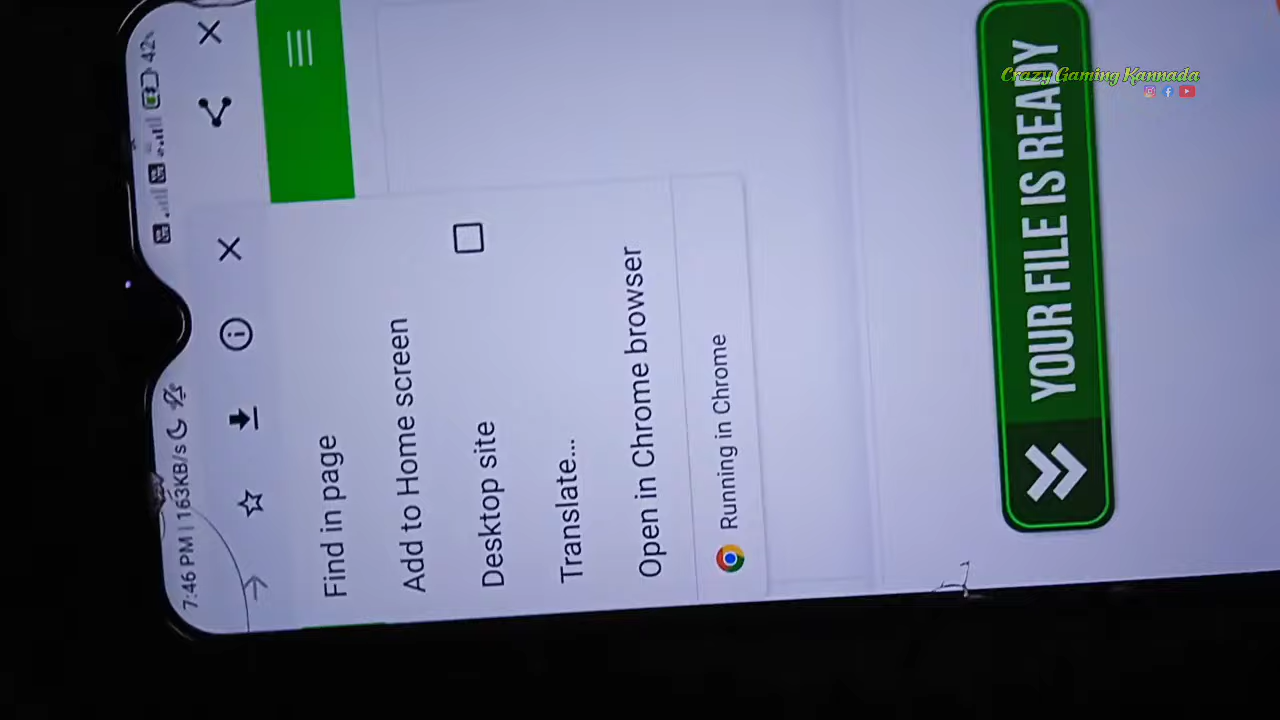 7:46 PM | 163KB/s
42%
Find in page
Add to Home screen
Desktop site
Translate...
Open in Chrome browser
Running in Chrome
YOUR FILE IS READY
Crazy Gaming Kannada